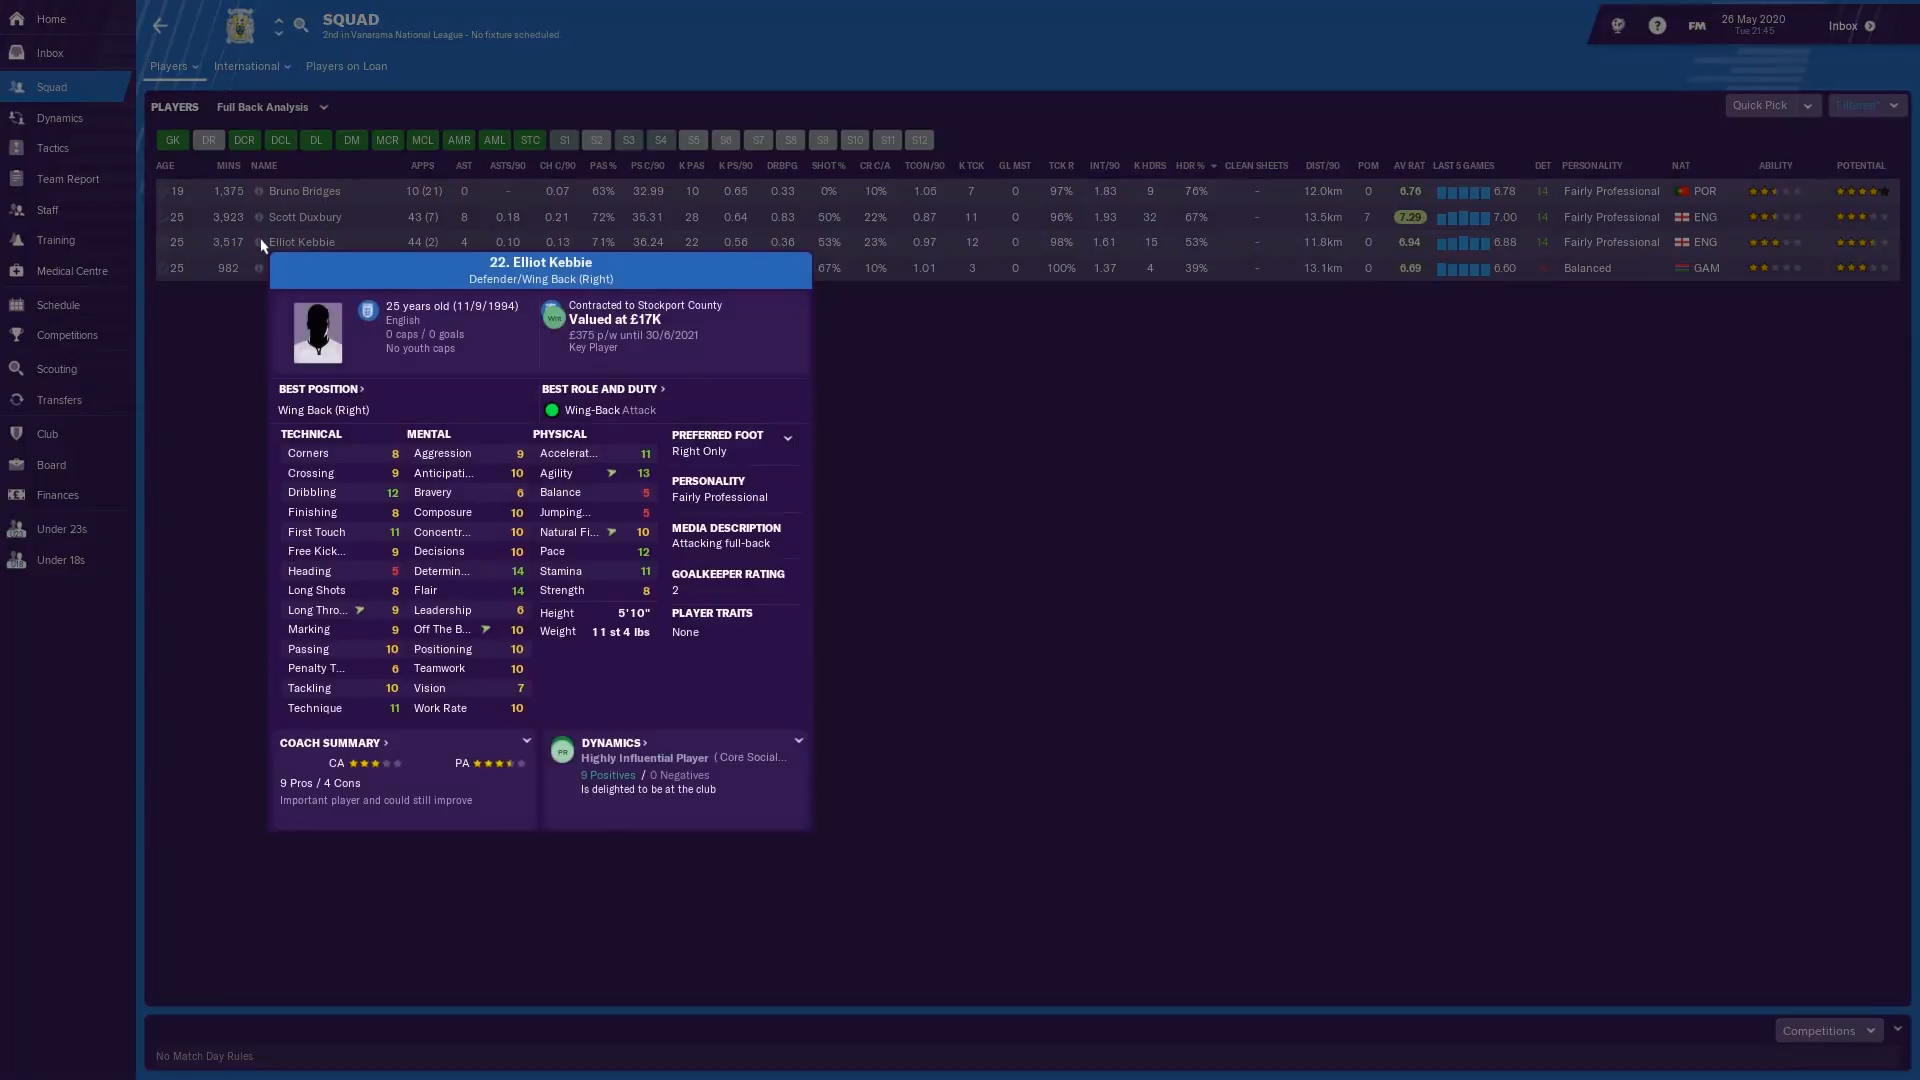 Home
Inbox
Squad
Dynamics
Tactics
Team Report
Staff
Training
Medical Centre
Schedule
Competitions
Scouting
Transfers
Club
Board
Finances
Under 23s
Under 18s
SQUAD
2nd in Vanarama National League - No fixture scheduled.
FM
26 May 2020
Tue 21:45
Inbox
Players International Players on Loan
PLAYERS Full Back Analysis
Quick Pick Filtered*
GK DR DCR DCL DL DM MCR MCL AMR AML STC S1 S2 S3 S4 S5 S6 S7 S8 S9 S10 S11 S12
AGE MINS NAME APPS AST ASTS/90 CH C/90 PAS % PS C/90 K PAS K PS/90 DRBPG SHOT % CR C/A TCON/90 K TCK GL MST TCK R INT/90 K HDRS HDR % CLEAN SHEETS DIST/90 POM AV RAT LAST 5 GAMES DET PERSONALITY NAT ABILITY POTENTIAL
19 1,375 Bruno Bridges 10 (21) 0 - 0.07 63% 32.99 10 0.65 0.33 0% 10% 1.05 7 0 97% 1.83 9 76% - 12.0km 0 6.76 6.78 14 Fairly Professional POR
25 3,923 Scott Duxbury 43 (7) 8 0.18 0.21 72% 35.31 28 0.64 0.83 50% 22% 0.87 11 0 96% 1.93 32 67% - 13.5km 7 7.29 7.00 14 Fairly Professional ENG
25 3,517 Elliot Kebbie 44 (2) 4 0.10 0.13 71% 36.24 22 0.56 0.36 53% 23% 0.97 12 0 98% 1.61 15 53% - 11.8km 0 6.94 6.88 14 Fairly Professional ENG
25 982 67% 10% 1.01 3 0 100% 1.37 4 39% - 13.1km 0 6.69 6.60 Balanced GAM
22. Elliot Kebbie
Defender/Wing Back (Right)
25 years old (11/9/1994)
English
0 caps / 0 goals
No youth caps
Wnt
Contracted to Stockport County
Valued at £17K
£375 p/w until 30/6/2021
Key Player
BEST POSITION
Wing Back (Right)
BEST ROLE AND DUTY
Wing-Back Attack
TECHNICAL
Corners 8
Crossing 9
Dribbling 12
Finishing 8
First Touch 11
Free Kick... 9
Heading 5
Long Shots 8
Long Thro... 9
Marking 9
Passing 10
Penalty T... 6
Tackling 10
Technique 11
MENTAL
Aggression 9
Anticipati... 10
Bravery 6
Composure 10
Concentr... 10
Decisions 10
Determin... 14
Flair 14
Leadership 6
Off The B... 10
Positioning 10
Teamwork 10
Vision 7
Work Rate 10
PHYSICAL
Accelerat... 11
Agility 13
Balance 5
Jumping... 5
Natural Fi... 10
Pace 12
Stamina 11
Strength 8
Height 5'10"
Weight 11 st 4 lbs
PREFERRED FOOT
Right Only
PERSONALITY
Fairly Professional
MEDIA DESCRIPTION
Attacking full-back
GOALKEEPER RATING
2
PLAYER TRAITS
None
COACH SUMMARY
CA PA
9 Pros / 4 Cons
Important player and could still improve
PR
DYNAMICS
Highly Influential Player ( Core Social...
9 Positives / 0 Negatives
Is delighted to be at the club
Competitions
No Match Day Rules